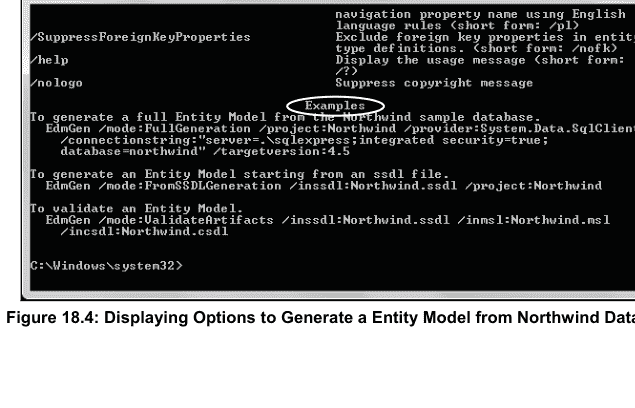 navigation property name using English
language rules (short form: /pl)
/SuppressForeignKeyProperties Exclude foreign key properties in entity
type definitions. (short form: /nofk)
/help Display the usage message (short form:
/?)
/nologo Suppress copyright message
Examples
To generate a full Entity Model from the Northwind sample database.
EdmGen /mode:FullGeneration /project:Northwind /provider:System.Data.SqlClient
/connectionstring:"server=.\sqlexpress;integrated security=true;
database=northwind" /targetversion:4.5
To generate an Entity Model starting from an ssdl file.
EdmGen /mode:FromSSDLGeneration /inssdl:Northwind.ssdl /project:Northwind
To validate an Entity Model.
EdmGen /mode:ValidateArtifacts /inssdl:Northwind.ssdl /inmsl:Northwind.msl
/incsdl:Northwind.csdl
C:\Windows\system32>
Figure 18.4: Displaying Options to Generate a Entity Model from Northwind Data